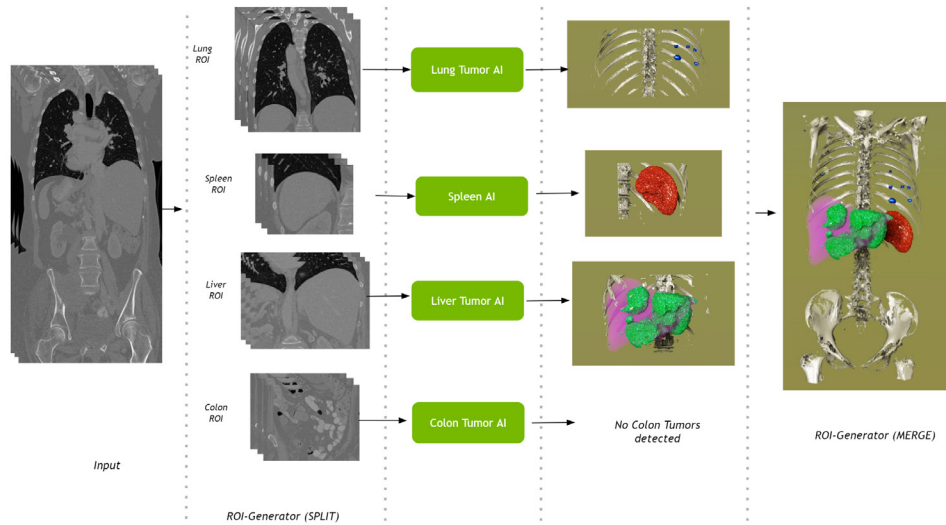 Lung
ROI
Lung Tumor AI
Spleen
ROI
Spleen AI
Liver
ROI
Liver Tumor AI
Colon
ROI
Colon Tumor AI
No Colon Tumors
detected
Input
ROI-Generator (SPLIT)
ROI-Generator (MERGE)